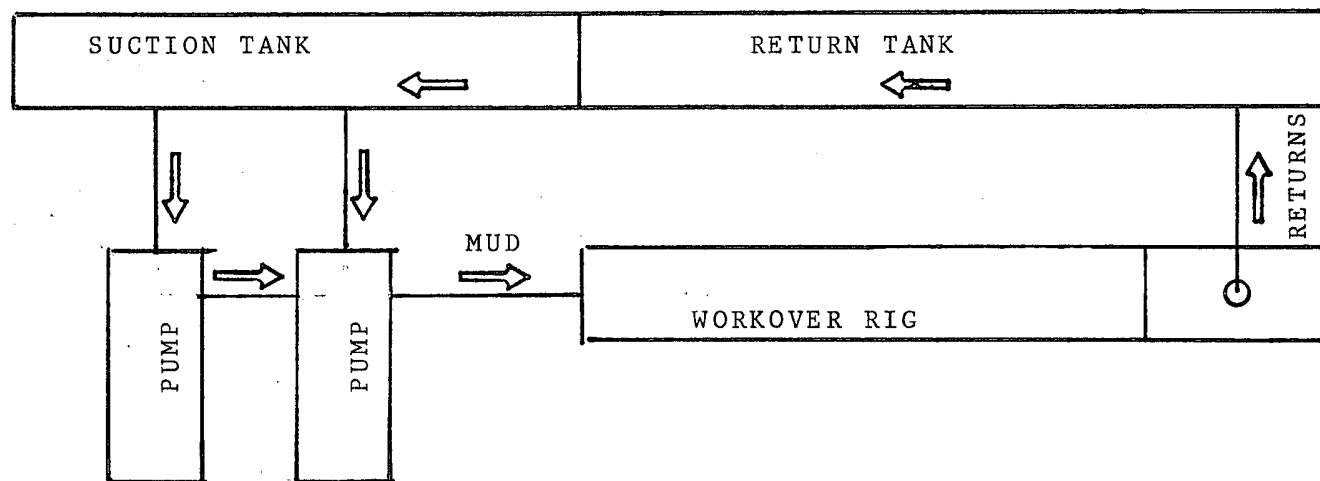 SUCTION TANK
RETURN TANK
RETURNS
MUD
PUMP
PUMP
WORKOVER RIG